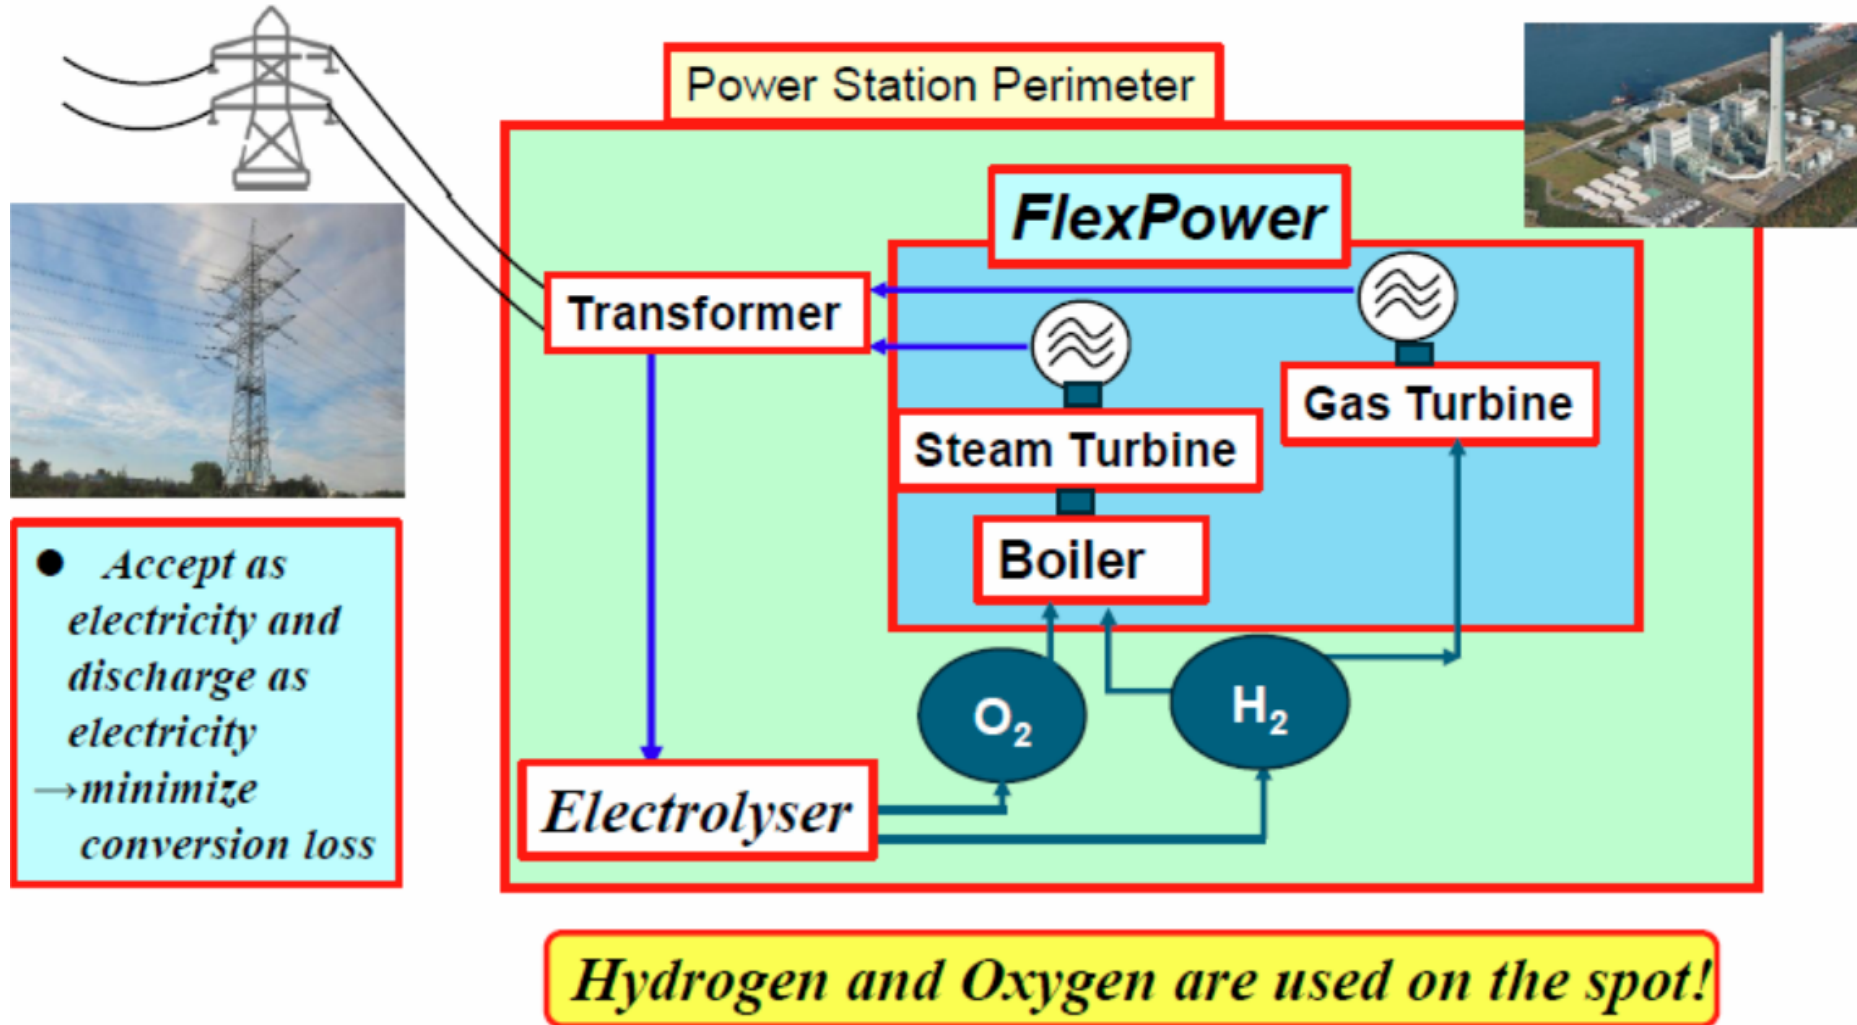 Power Station Perimeter
FlexPower
Transformer
Gas Turbine
Steam Turbine
Boiler
O₂
H₂
Electrolyser
● Accept as
electricity and
discharge as
electricity
→minimize
conversion loss
Hydrogen and Oxygen are used on the spot!